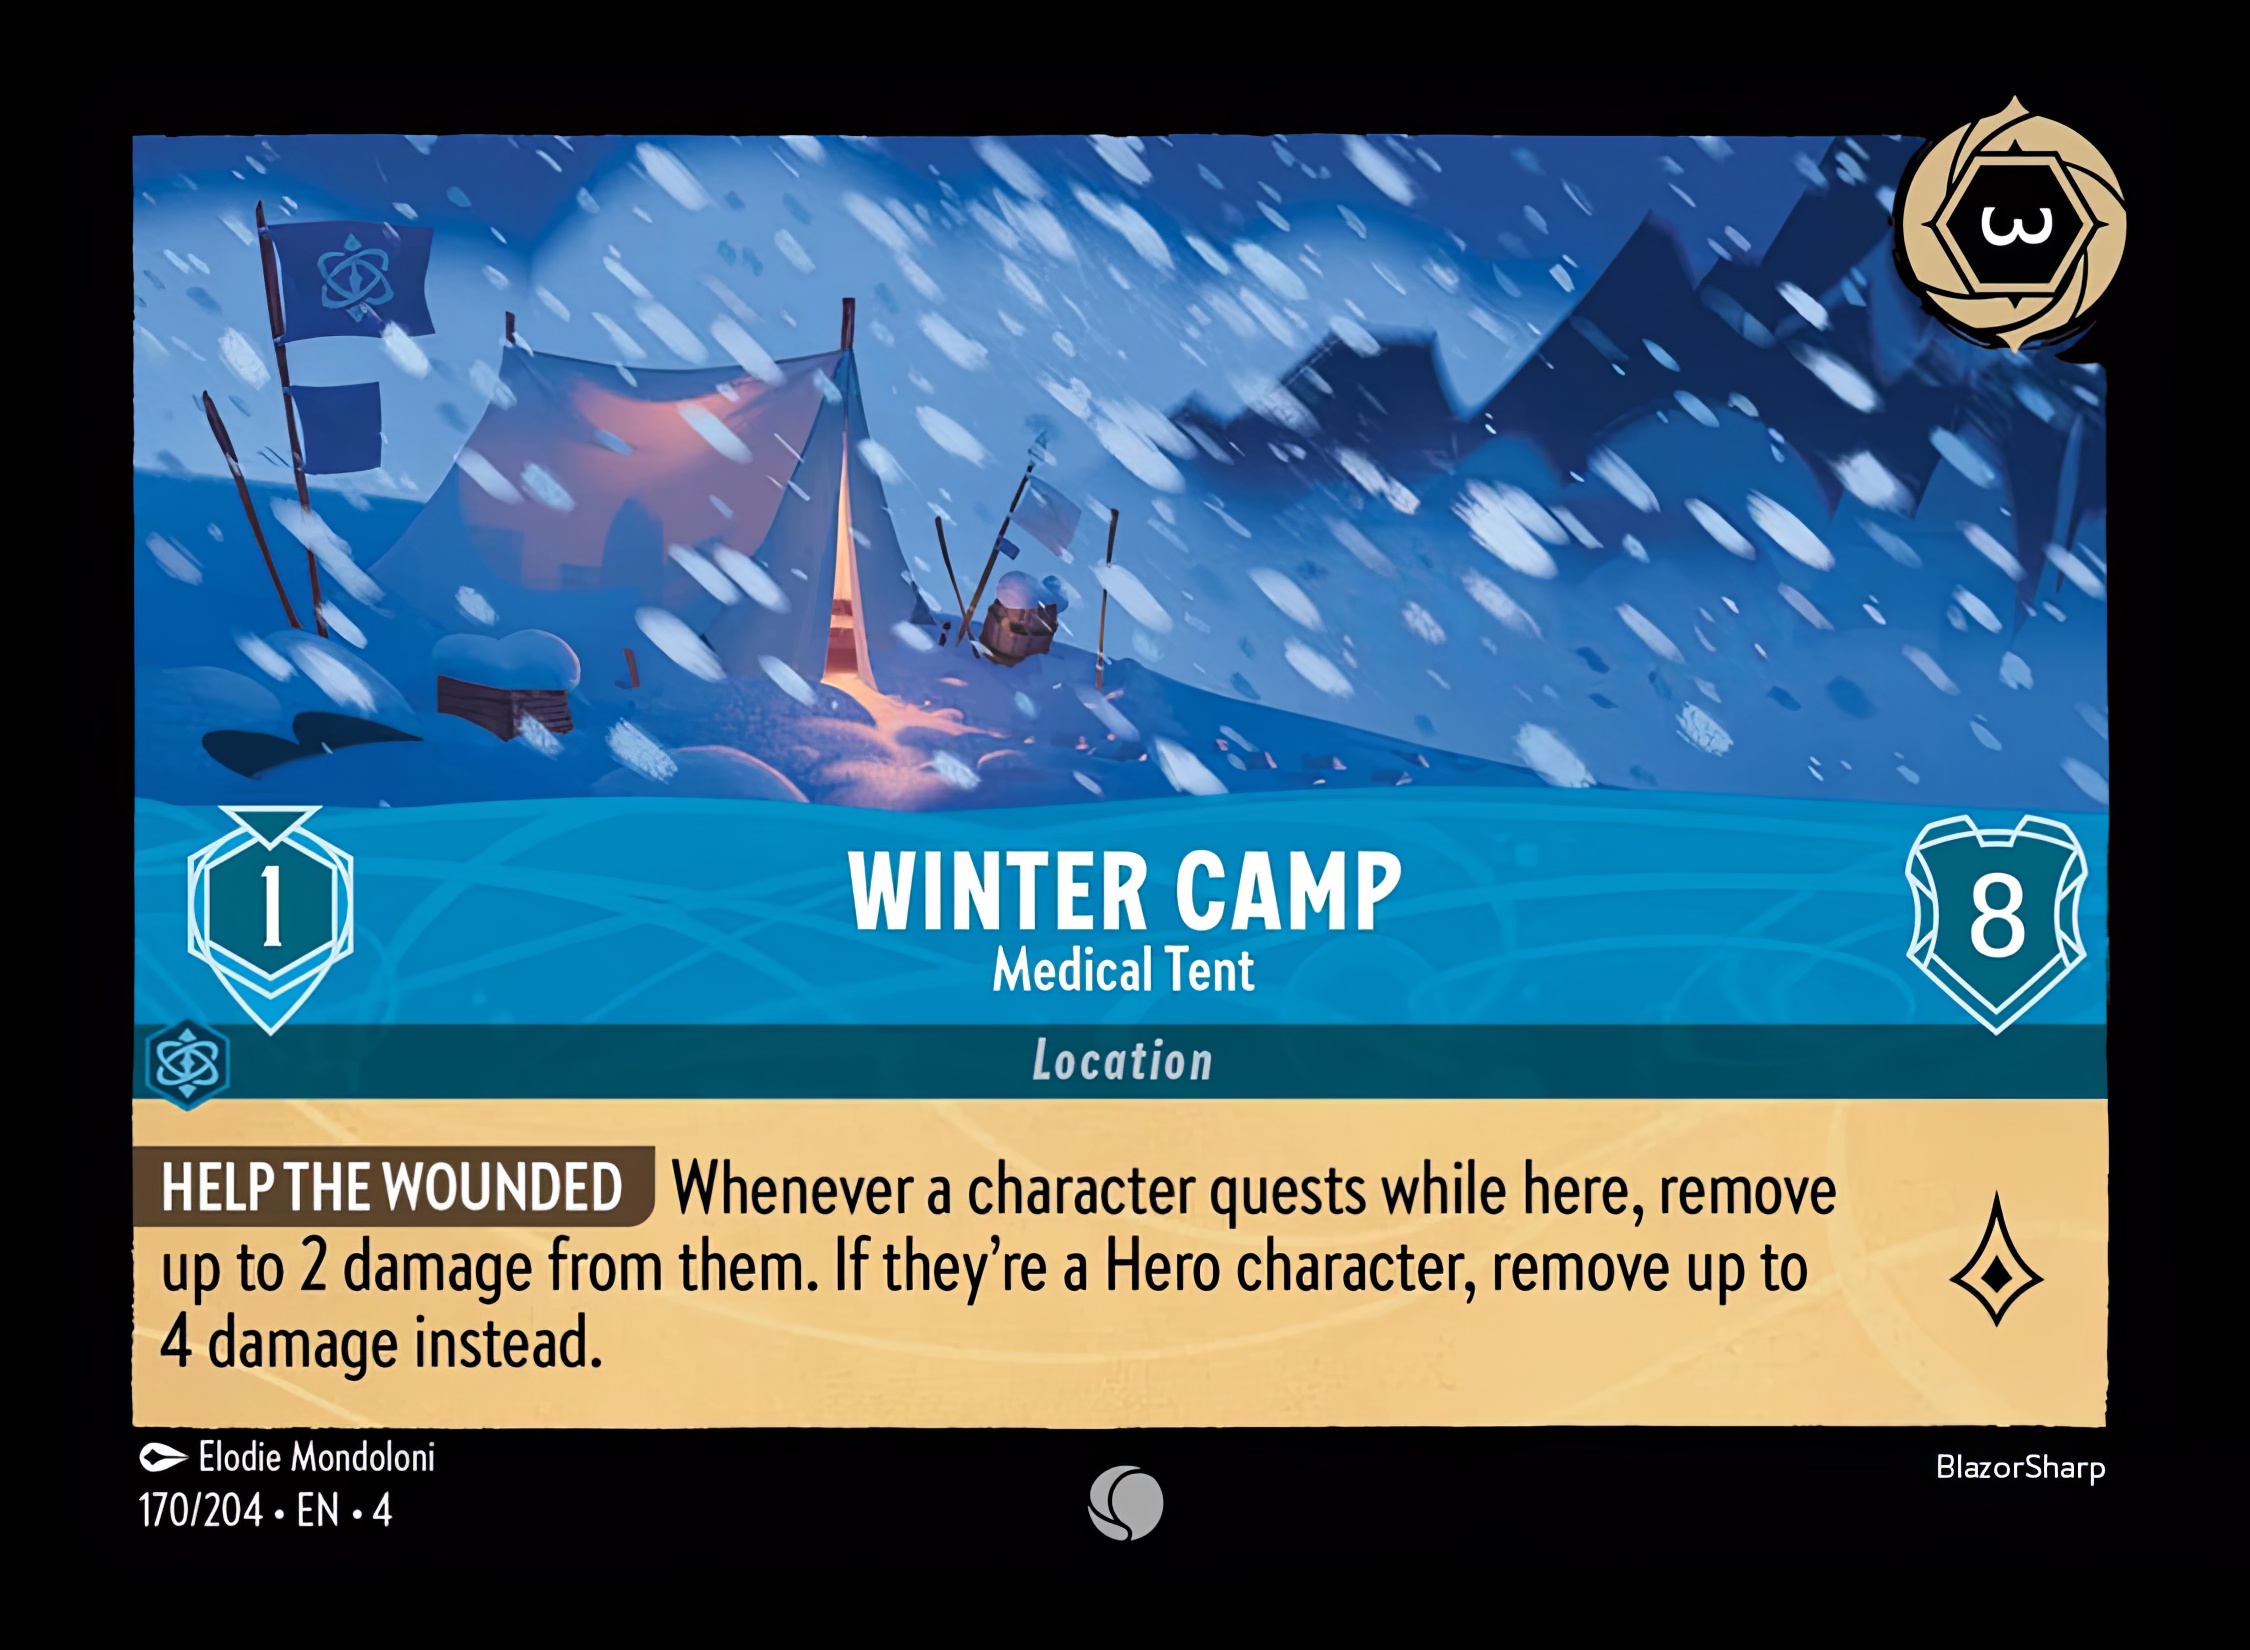 3
1
WINTER CAMP
8
Medical Tent
Location
HELP THE WOUNDED Whenever a character quests while here, remove
up to 2 damage from them. If they’re a Hero character, remove up to
4 damage instead.
Elodie Mondoloni
BlazorSharp
170/204 • EN • 4